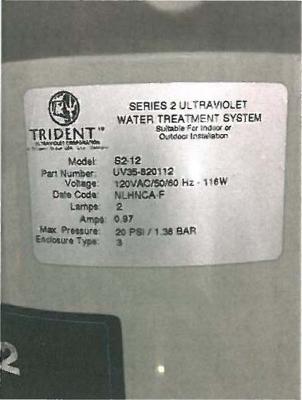 TRIDENT™
ULTRAVIOLET CORPORATION
SERIES 2 ULTRAVIOLET
WATER TREATMENT SYSTEM
Suitable For Indoor or
Outdoor Installation
Model: S2-12
Part Number: UV35-820112
Voltage: 120VAC/50/60 Hz - 116W
Date Code: NLHNCA-F
Lamps: 2
Amps: 0.97
Max. Pressure: 20 PSI / 1.38 BAR
Enclosure Type: 3
2